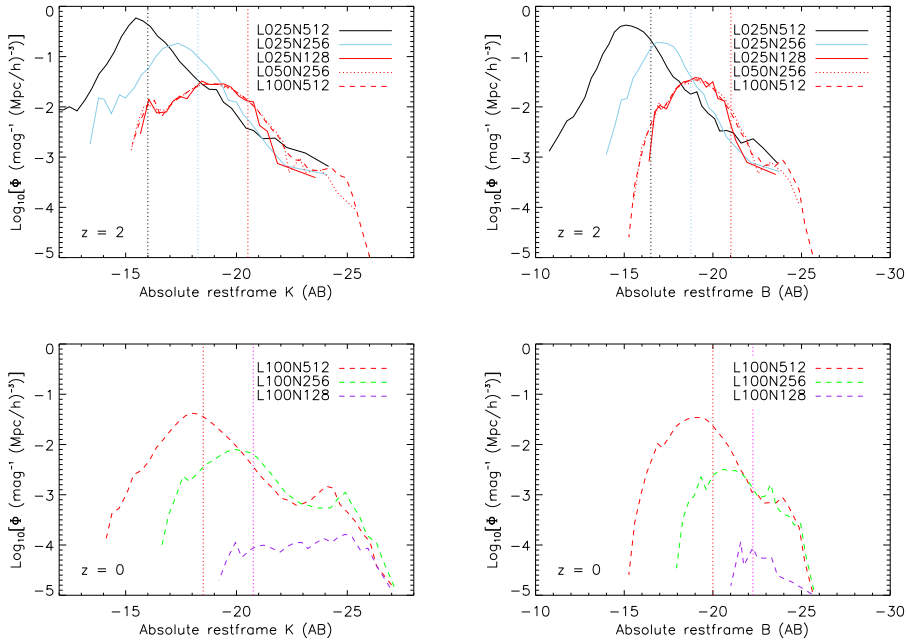 0
-1
-2
-3
-4
-5
Log10[Φ (mag⁻¹ (Mpc/h)⁻³)]
L025N512
L025N256
L025N128
L050N256
L100N512
z = 2
-15 -20 -25
Absolute restframe K (AB)
0
-1
-2
-3
-4
-5
Log10[Φ (mag⁻¹ (Mpc/h)⁻³)]
L025N512
L025N256
L025N128
L050N256
L100N512
z = 2
-10 -15 -20 -25 -30
Absolute restframe B (AB)
0
-1
-2
-3
-4
-5
Log10[Φ (mag⁻¹ (Mpc/h)⁻³)]
L100N512
L100N256
L100N128
z = 0
-15 -20 -25
Absolute restframe K (AB)
0
-1
-2
-3
-4
-5
Log10[Φ (mag⁻¹ (Mpc/h)⁻³)]
L100N512
L100N256
L100N128
z = 0
-10 -15 -20 -25 -30
Absolute restframe B (AB)